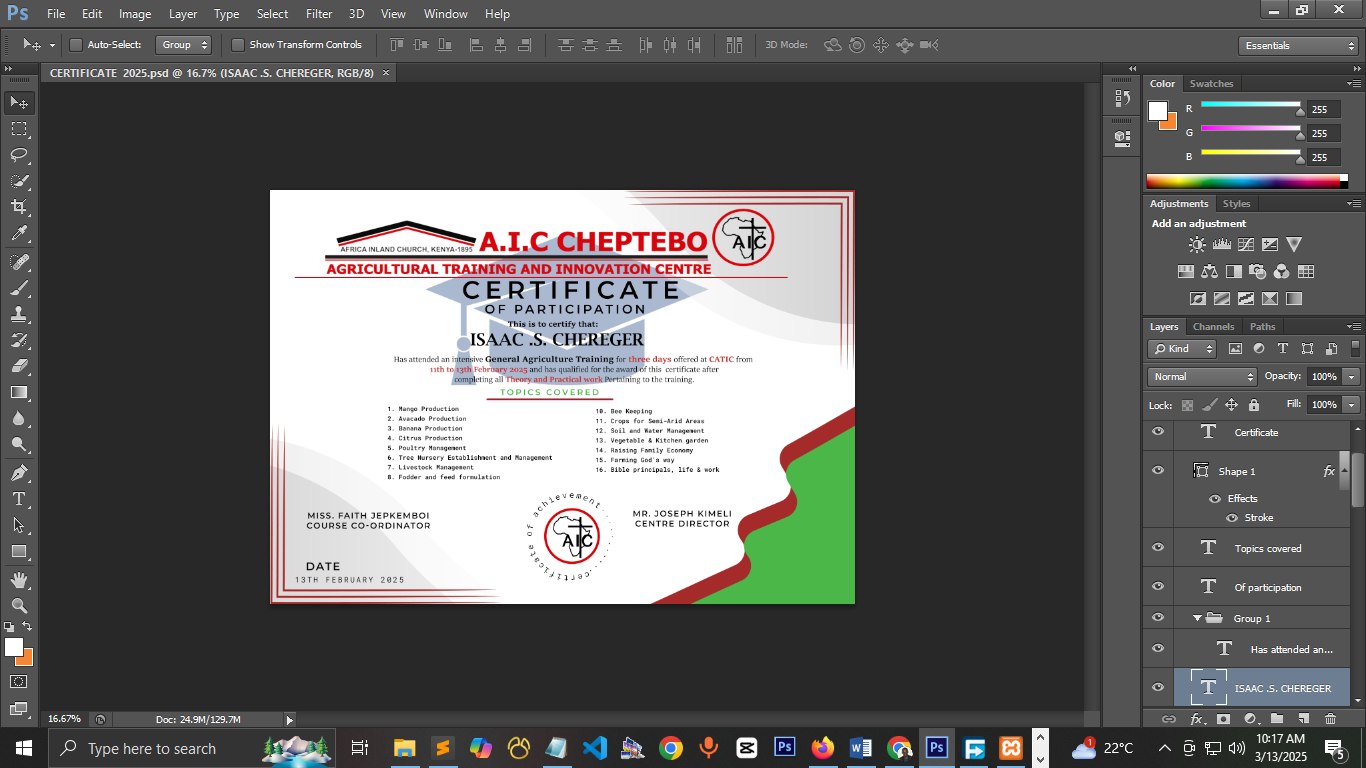 Ps File Edit Image Layer Type Select Filter 3D View Window Help
Auto-Select: Group Show Transform Controls 3D Mode: Essentials
CERTIFICATE 2025.psd @ 16.7% (ISAAC .S. CHEREGER, RGB/8) ×
AFRICA INLAND CHURCH, KENYA-1895
A.I.C CHEPTEBO
AIC
AGRICULTURAL TRAINING AND INNOVATION CENTRE
CERTIFICATE
OF PARTICIPATION
This is to certify that:
ISAAC .S. CHEREGER
Has attended an intensive General Agriculture Training for three days offered at CATIC from
11th to 13th February 2025 and has qualified for the award of this certificate after
completing all Theory and Practical work Pertaining to the training.
TOPICS COVERED
1. Mango Production
2. Avacado Production
3. Banana Production
4. Citrus Production
5. Poultry Management
6. Tree Nursery Establishment and Management
7. Livestock Management
8. Fodder and feed formulation
10. Bee Keeping
11. Crops for Semi-Arid Areas
12. Soil and Water Management
13. Vegetable & Kitchen garden
14. Raising Family Economy
15. Farming God's way
16. Bible principals, life & work
MISS. FAITH JEPKEMBOI
COURSE CO-ORDINATOR
certificate of achievement
AIC
MR. JOSEPH KIMELI
CENTRE DIRECTOR
DATE
13TH FEBRUARY 2025
Color Swatches
R 255
G 255
B 255
Adjustments Styles
Add an adjustment
Layers Channels Paths
Kind
Normal Opacity: 100%
Lock: Fill: 100%
Certificate
Shape 1 fx
Effects
Stroke
Topics covered
Of participation
Group 1
Has attended an...
ISAAC .S. CHEREGER
16.67% Doc: 24.9M/129.7M
Type here to search
22°C
10:17 AM
3/13/2025
5